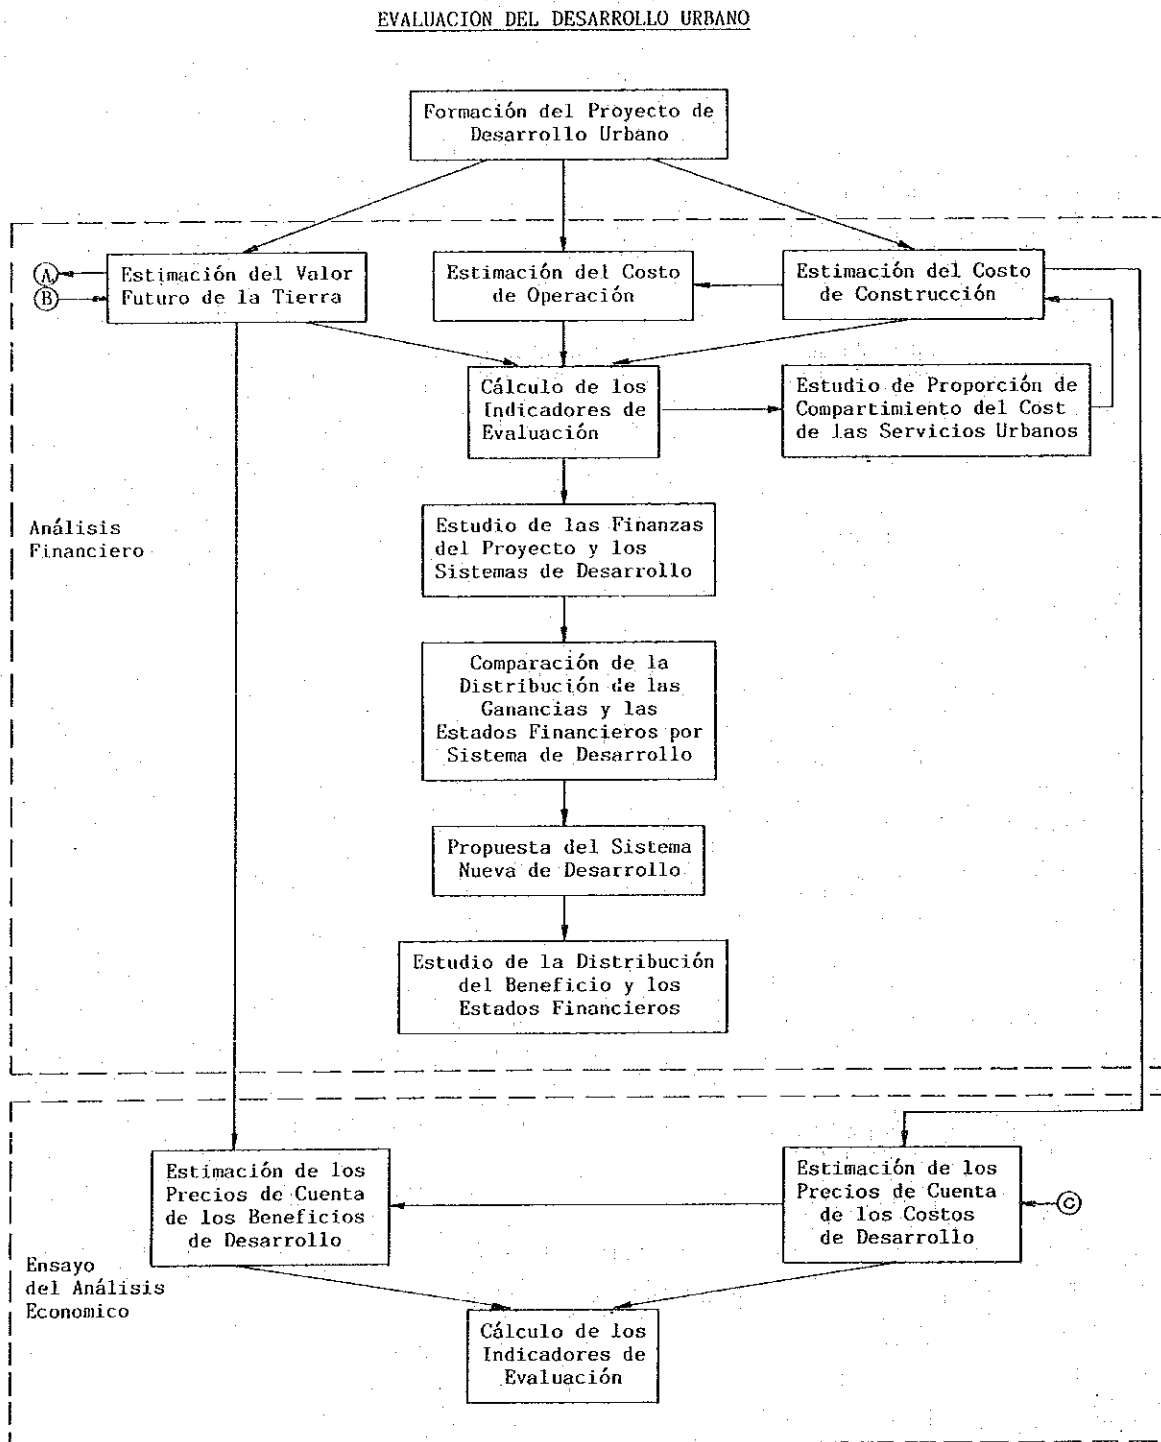 EVALUACION DEL DESARROLLO URBANO
Formación del Proyecto de
Desarrollo Urbano
A
B
Estimación del Valor
Futuro de la Tierra
Estimación del Costo
de Operación
Estimación del Costo
de Construcción
Cálculo de los
Indicadores de
Evaluación
Estudio de Proporción de
Compartimiento del Cost
de las Servicios Urbanos
Análisis
Financiero
Estudio de las Finanzas
del Proyecto y los
Sistemas de Desarrollo
Comparación de la
Distribución de las
Ganancias y las
Estados Financieros por
Sistema de Desarrollo
Propuesta del Sistema
Nueva de Desarrollo
Estudio de la Distribución
del Beneficio y los
Estados Financieros
Estimación de los
Precios de Cuenta
de los Beneficios
de Desarrollo
Estimación de los
Precios de Cuenta
de los Costos
de Desarrollo
C
Ensayo
del Análisis
Economico
Cálculo de los
Indicadores de
Evaluación